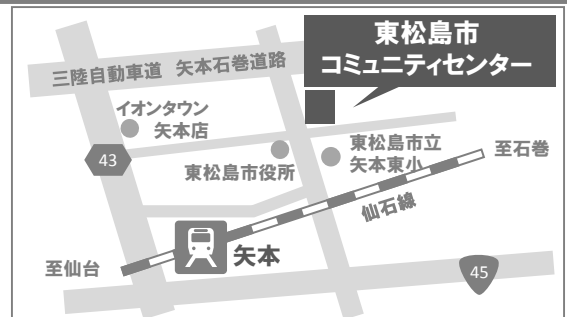 東松島市
コミュニティセンター
三陸自動車道 矢本石巻道路
イオンタウン
矢本店
43
東松島市役所
東松島市立
矢本東小
至石巻
仙石線
矢本
至仙台
45